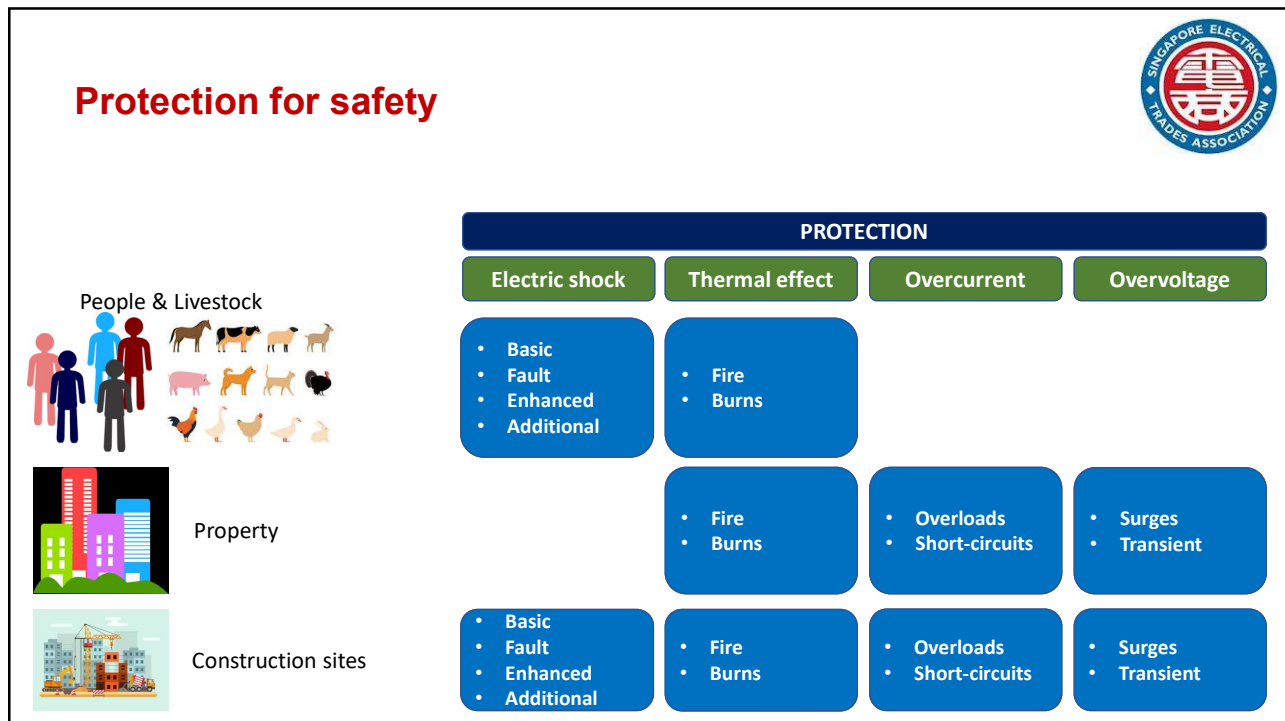 Protection for safety
SINGAPORE ELECTRICAL
TRADES ASSOCIATION
PROTECTION
Electric shock
Thermal effect
Overcurrent
Overvoltage
People & Livestock
• Basic
• Fault
• Enhanced
• Additional
• Fire
• Burns
Property
• Fire
• Burns
• Overloads
• Short-circuits
• Surges
• Transient
Construction sites
• Basic
• Fault
• Enhanced
• Additional
• Fire
• Burns
• Overloads
• Short-circuits
• Surges
• Transient